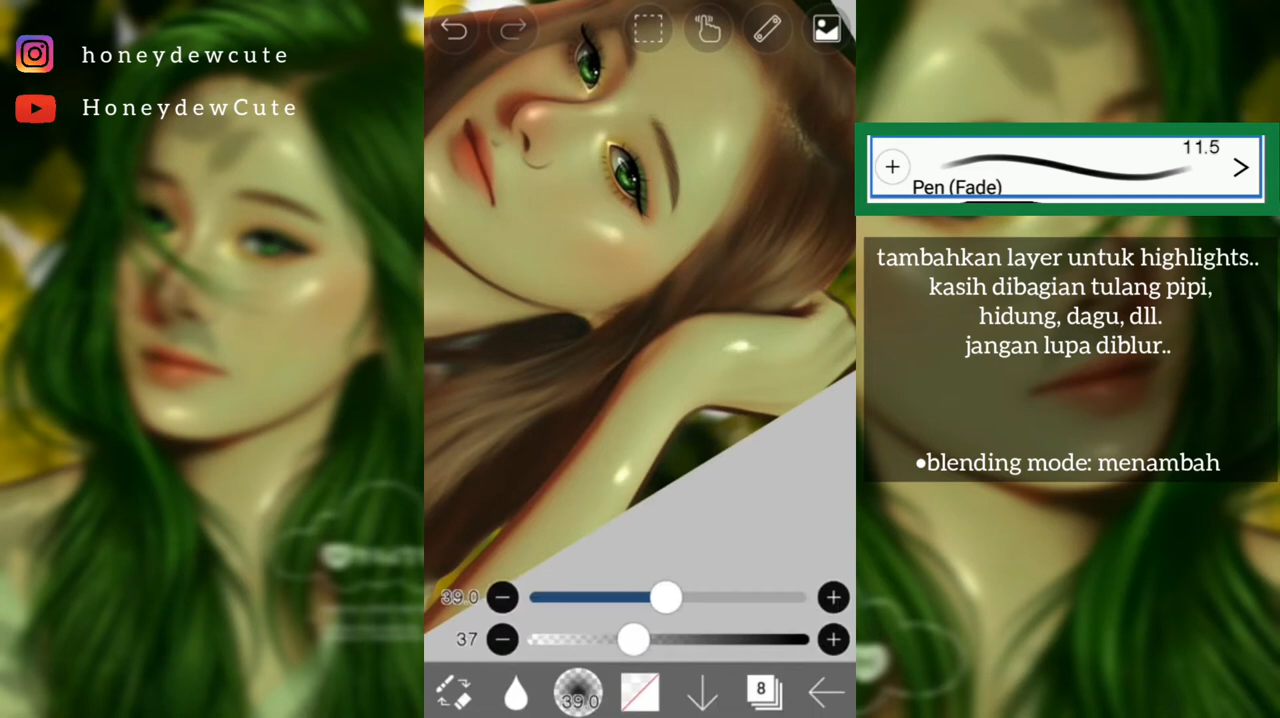 honeydewcute
HoneydewCute
11.5
Pen (Fade)
tambahkan layer untuk highlights..
kasih dibagian tulang pipi,
hidung, dagu, dll.
jangan lupa diblur..
•blending mode: menambah
39.0
37
39.0
8